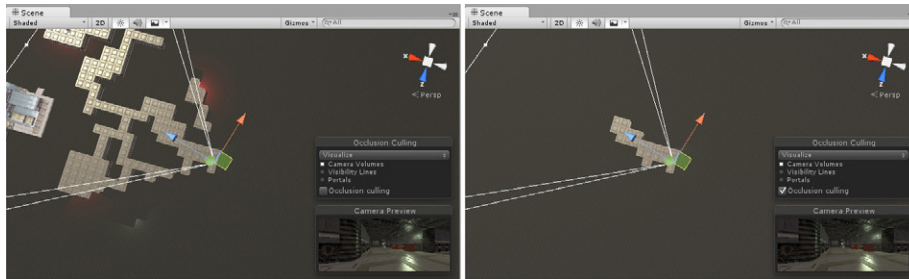 Scene
Shaded 2D Gizmos All
x
z
Persp
Occlusion Culling
Visualize
Camera Volumes
Visibility Lines
Portals
Occlusion culling
Camera Preview
Scene
Shaded 2D Gizmos All
x
z
Persp
Occlusion Culling
Visualize
Camera Volumes
Visibility Lines
Portals
Occlusion culling
Camera Preview